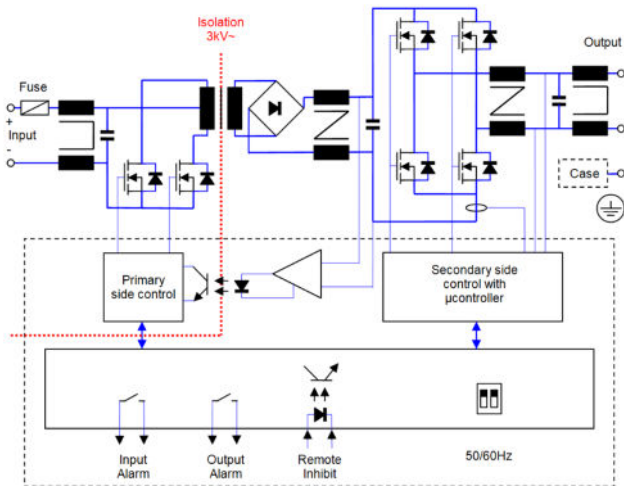 Isolation
3kV~
Output
Fuse
+
Input
-
Case
Primary
side control
Secondary side
control with
µcontroller
Input
Alarm
Output
Alarm
Remote
Inhibit
50/60Hz